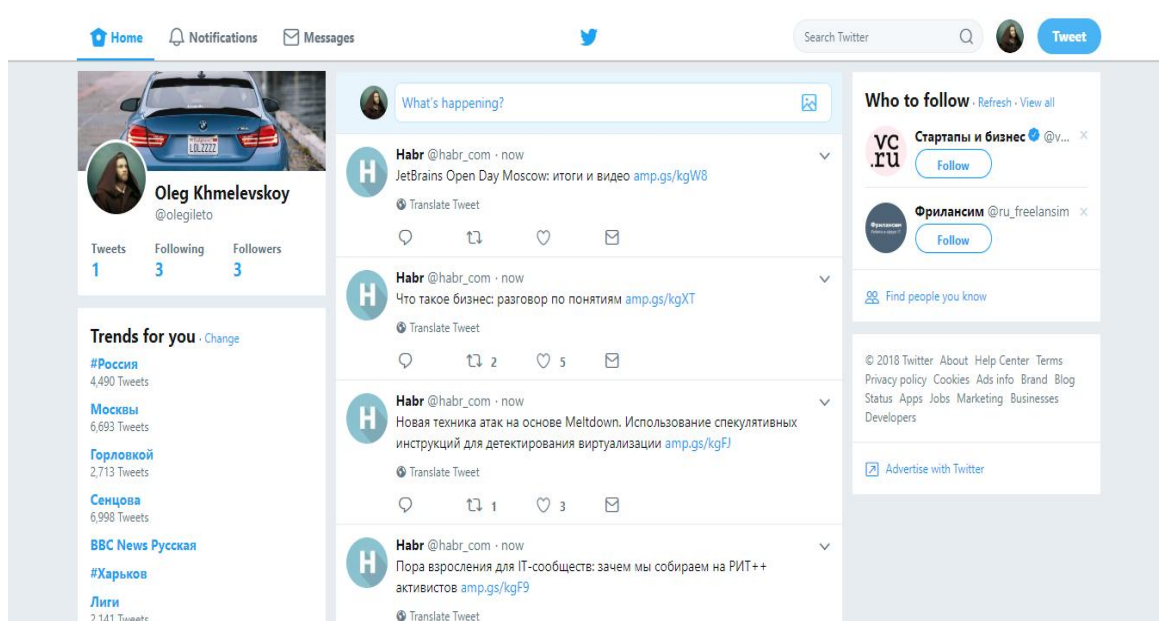 Home
Notifications
Messages
Search Twitter
Tweet
LOLZZZZ
Oleg Khmelevskoy
@olegileto
Tweets Following Followers
1 3 3
Trends for you · Change
#Россия
4,490 Tweets
Москвы
6,693 Tweets
Горловкой
2,713 Tweets
Сенцова
6,998 Tweets
BBC News Русская
#Харьков
Лиги
2,141 Tweets
What's happening?
H
Habr @habr_com · now
JetBrains Open Day Moscow: итоги и видео amp.gs/kgW8
Translate Tweet
H
Habr @habr_com · now
Что такое бизнес: разговор по понятиям amp.gs/kgXT
Translate Tweet
2 5
H
Habr @habr_com · now
Новая техника атак на основе Meltdown. Использование спекулятивных
инструкций для детектирования виртуализации amp.gs/kgFJ
Translate Tweet
1 3
H
Habr @habr_com · now
Пора взросления для IT-сообществ: зачем мы собираем на РИТ++
активистов amp.gs/kgF9
Translate Tweet
Who to follow · Refresh · View all
vc
.ru
Стартапы и бизнес @v...
Follow
Фрилансим
Фрилансим @ru_freelansim
Follow
Find people you know
© 2018 Twitter About Help Center Terms
Privacy policy Cookies Ads info Brand Blog
Status Apps Jobs Marketing Businesses
Developers
Advertise with Twitter